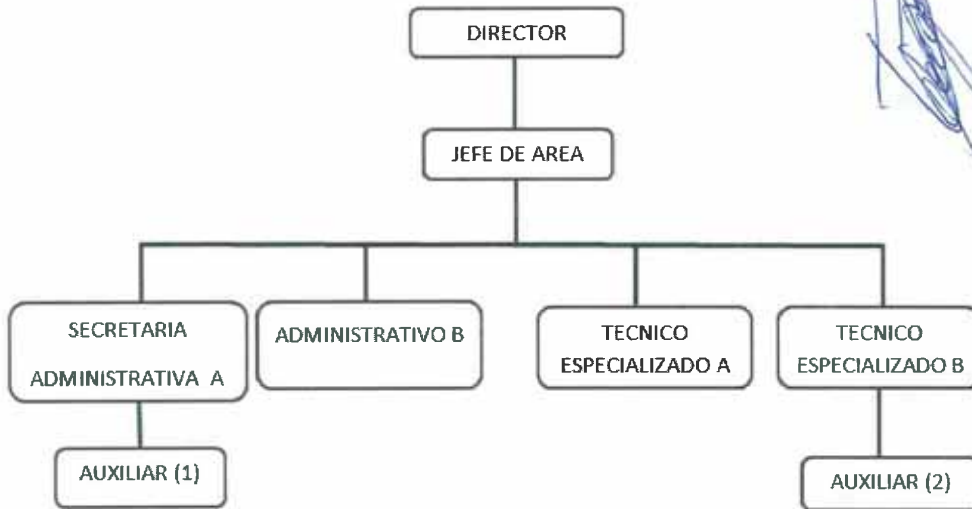 DIRECTOR
JEFE DE AREA
SECRETARIA
ADMINISTRATIVA A
ADMINISTRATIVO B
TECNICO
ESPECIALIZADO A
TECNICO
ESPECIALIZADO B
AUXILIAR (1)
AUXILIAR (2)